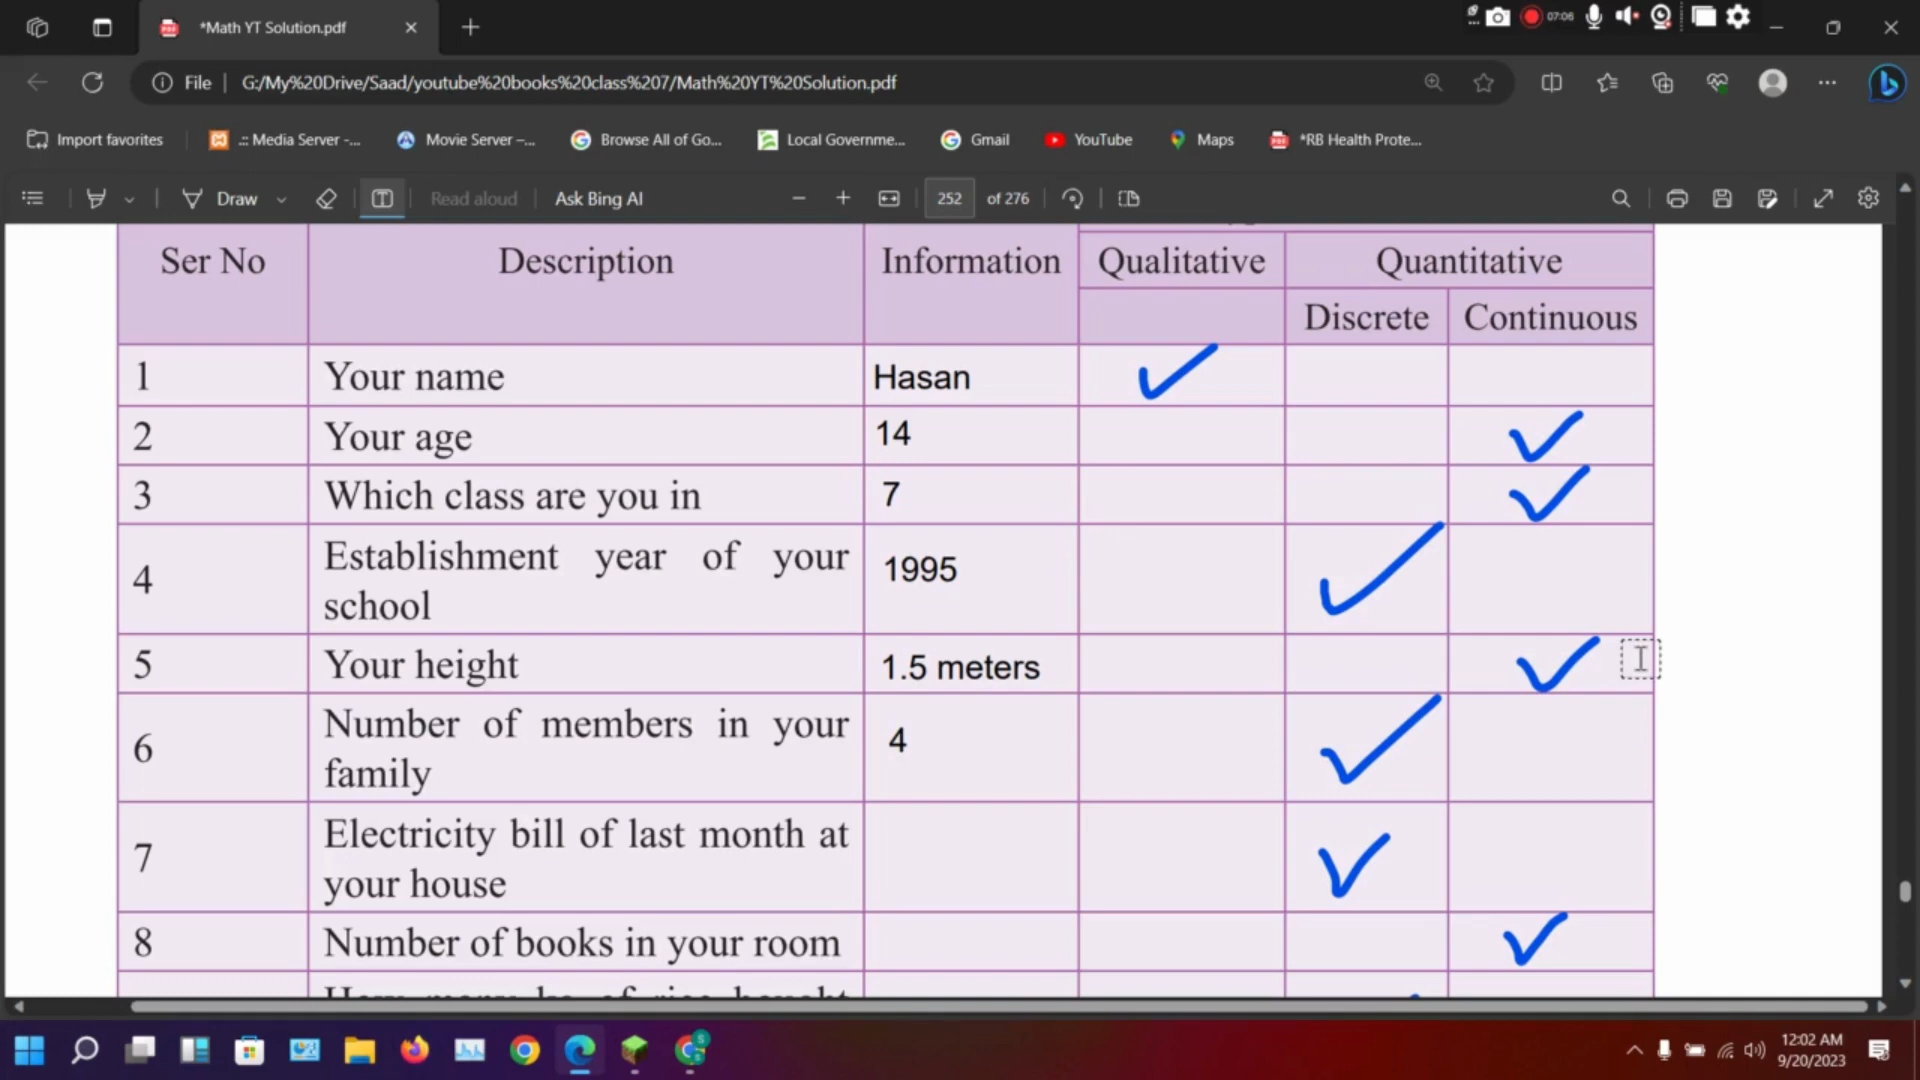 *Math YT Solution.pdf
07:06
File | G:/My%20Drive/Saad/youtube%20books%20class%207/Math%20YT%20Solution.pdf
Import favorites
.:: Media Server -...
Movie Server –...
Browse All of Go...
Local Governme...
Gmail
YouTube
Maps
*RB Health Prote...
Draw
Read aloud
Ask Bing AI
252 of 276
Ser No Description Information Qualitative Quantitative
Discrete Continuous
1 Your name Hasan
2 Your age 14
3 Which class are you in 7
4 Establishment year of your
school 1995
5 Your height 1.5 meters
6 Number of members in your
family 4
7 Electricity bill of last month at
your house
8 Number of books in your room
12:02 AM
9/20/2023